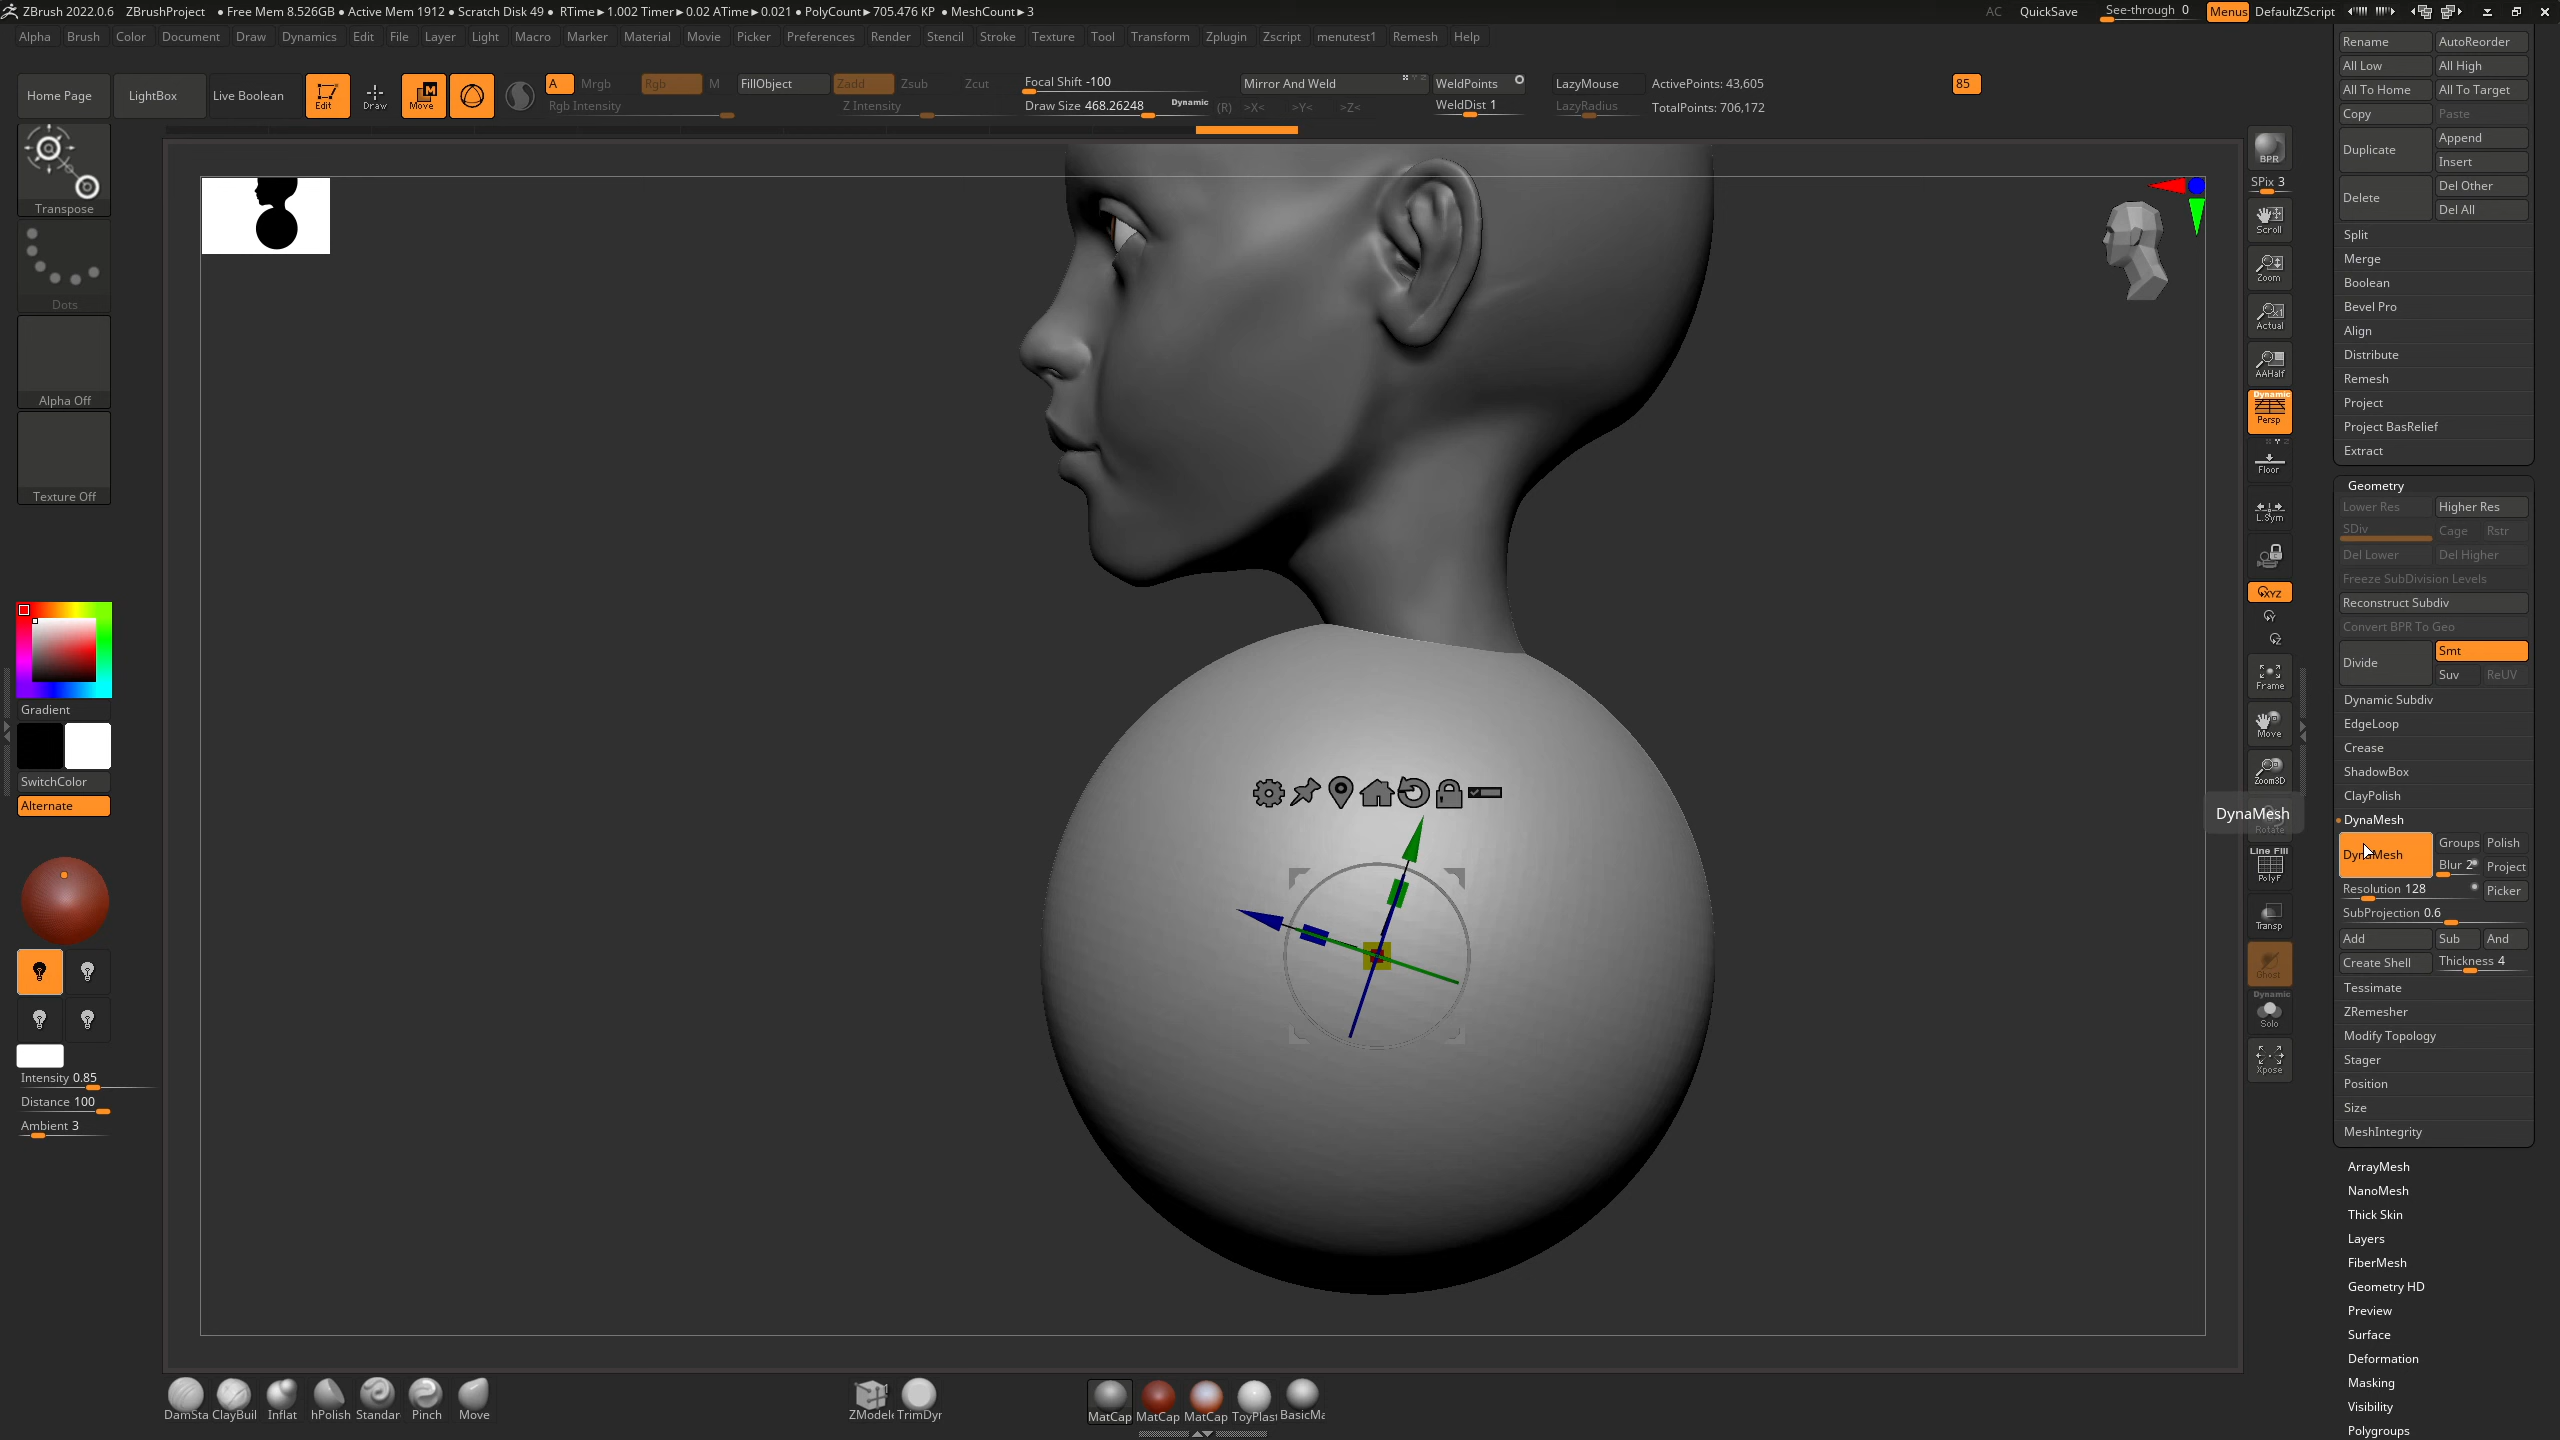 ZBrush 2022.0.6 ZBrushProject ● Free Mem 8.526GB ● Active Mem 1912 ● Scratch Disk 49 ● RTime►1.002 Timer►0.02 ATime►0.021 ● PolyCount►705.476 KP ● MeshCount►3 AC QuickSave See-through 0 Menus DefaultZScript
Alpha Brush Color Document Draw Dynamics Edit File Layer Light Macro Marker Material Movie Picker Preferences Render Stencil Stroke Texture Tool Transform Zplugin Zscript menutest1 Remesh Help
Home Page LightBox Live Boolean Edit Draw Move
A Mrgb Rgb M FillObject Zadd Zsub Zcut Focal Shift -100 Mirror And Weld WeldPoints LazyMouse ActivePoints: 43,605 85
Rgb Intensity Z Intensity Draw Size 468.26248 Dynamic (R) >X< >Y< >Z< WeldDist 1 LazyRadius TotalPoints: 706,172
Transpose
Dots
Alpha Off
Texture Off
Gradient
SwitchColor
Alternate
Intensity 0.85
Distance 100
Ambient 3
BPR
SPix 3
Scroll
Zoom
Actual
AAHalf
Dynamic
Persp
Floor
L.Sym
XYZ
Y
Z
Frame
Move
Zoom3D
Rotate
DynaMesh
Line Fill
PolyF
Transp
Ghost
Dynamic
Solo
Xpose
Rename AutoReorder
All Low All High
All To Home All To Target
Copy Paste
Duplicate Append
Insert
Delete Del Other
Del All
Split
Merge
Boolean
Bevel Pro
Align
Distribute
Remesh
Project
Project BasRelief
Extract
Geometry
Lower Res Higher Res
SDiv Cage Rstr
Del Lower Del Higher
Freeze SubDivision Levels
Reconstruct Subdiv
Convert BPR To Geo
Divide Smt
Suv ReUV
Dynamic Subdiv
EdgeLoop
Crease
ShadowBox
ClayPolish
DynaMesh
DynaMesh Groups Polish
Blur 2 Project
Resolution 128 Picker
SubProjection 0.6
Add Sub And
Create Shell Thickness 4
Tessimate
ZRemesher
Modify Topology
Stager
Position
Size
MeshIntegrity
ArrayMesh
NanoMesh
Thick Skin
Layers
FiberMesh
Geometry HD
Preview
Surface
Deformation
Masking
Visibility
Polygroups
DamSta ClayBuil Inflat hPolish Standar Pinch Move ZModele TrimDyr MatCap MatCap MatCap ToyPlast BasicMa